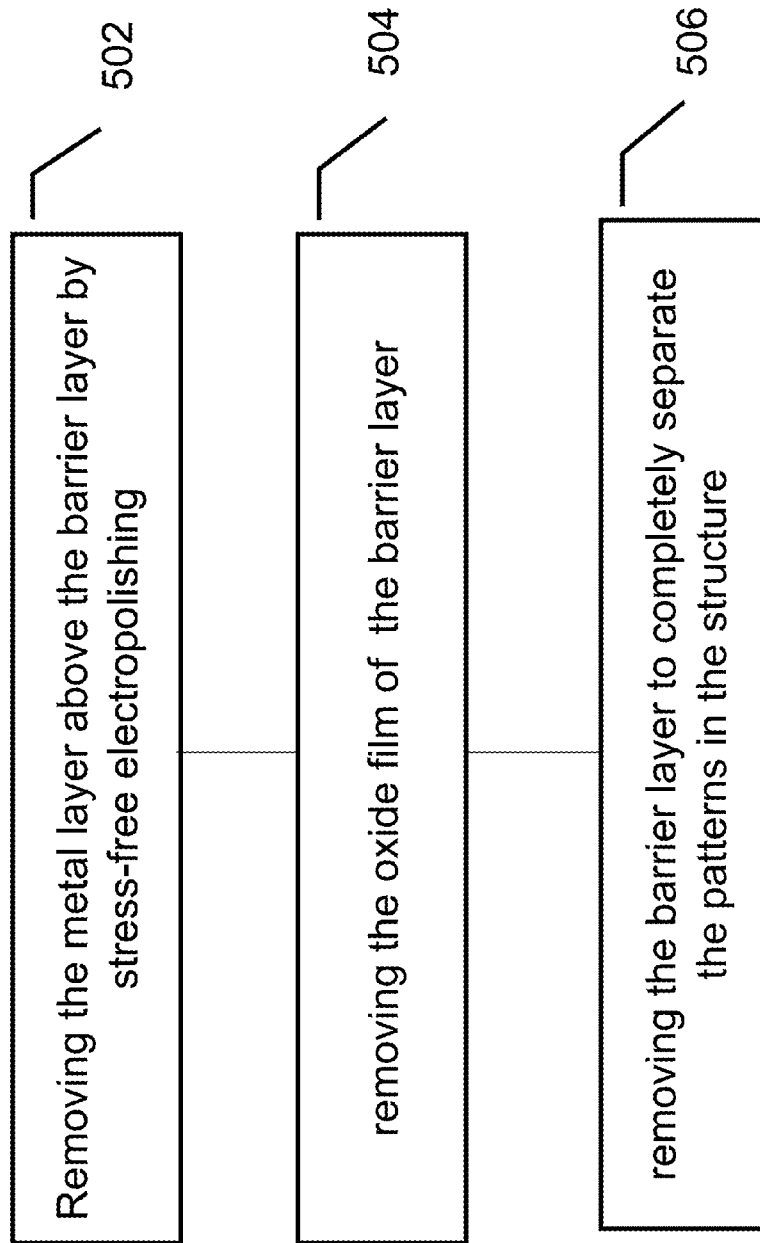 Removing the metal layer above the barrier layer by
stress-free electropolishing
502
removing the oxide film of the barrier layer
504
removing the barrier layer to completely separate
the patterns in the structure
506